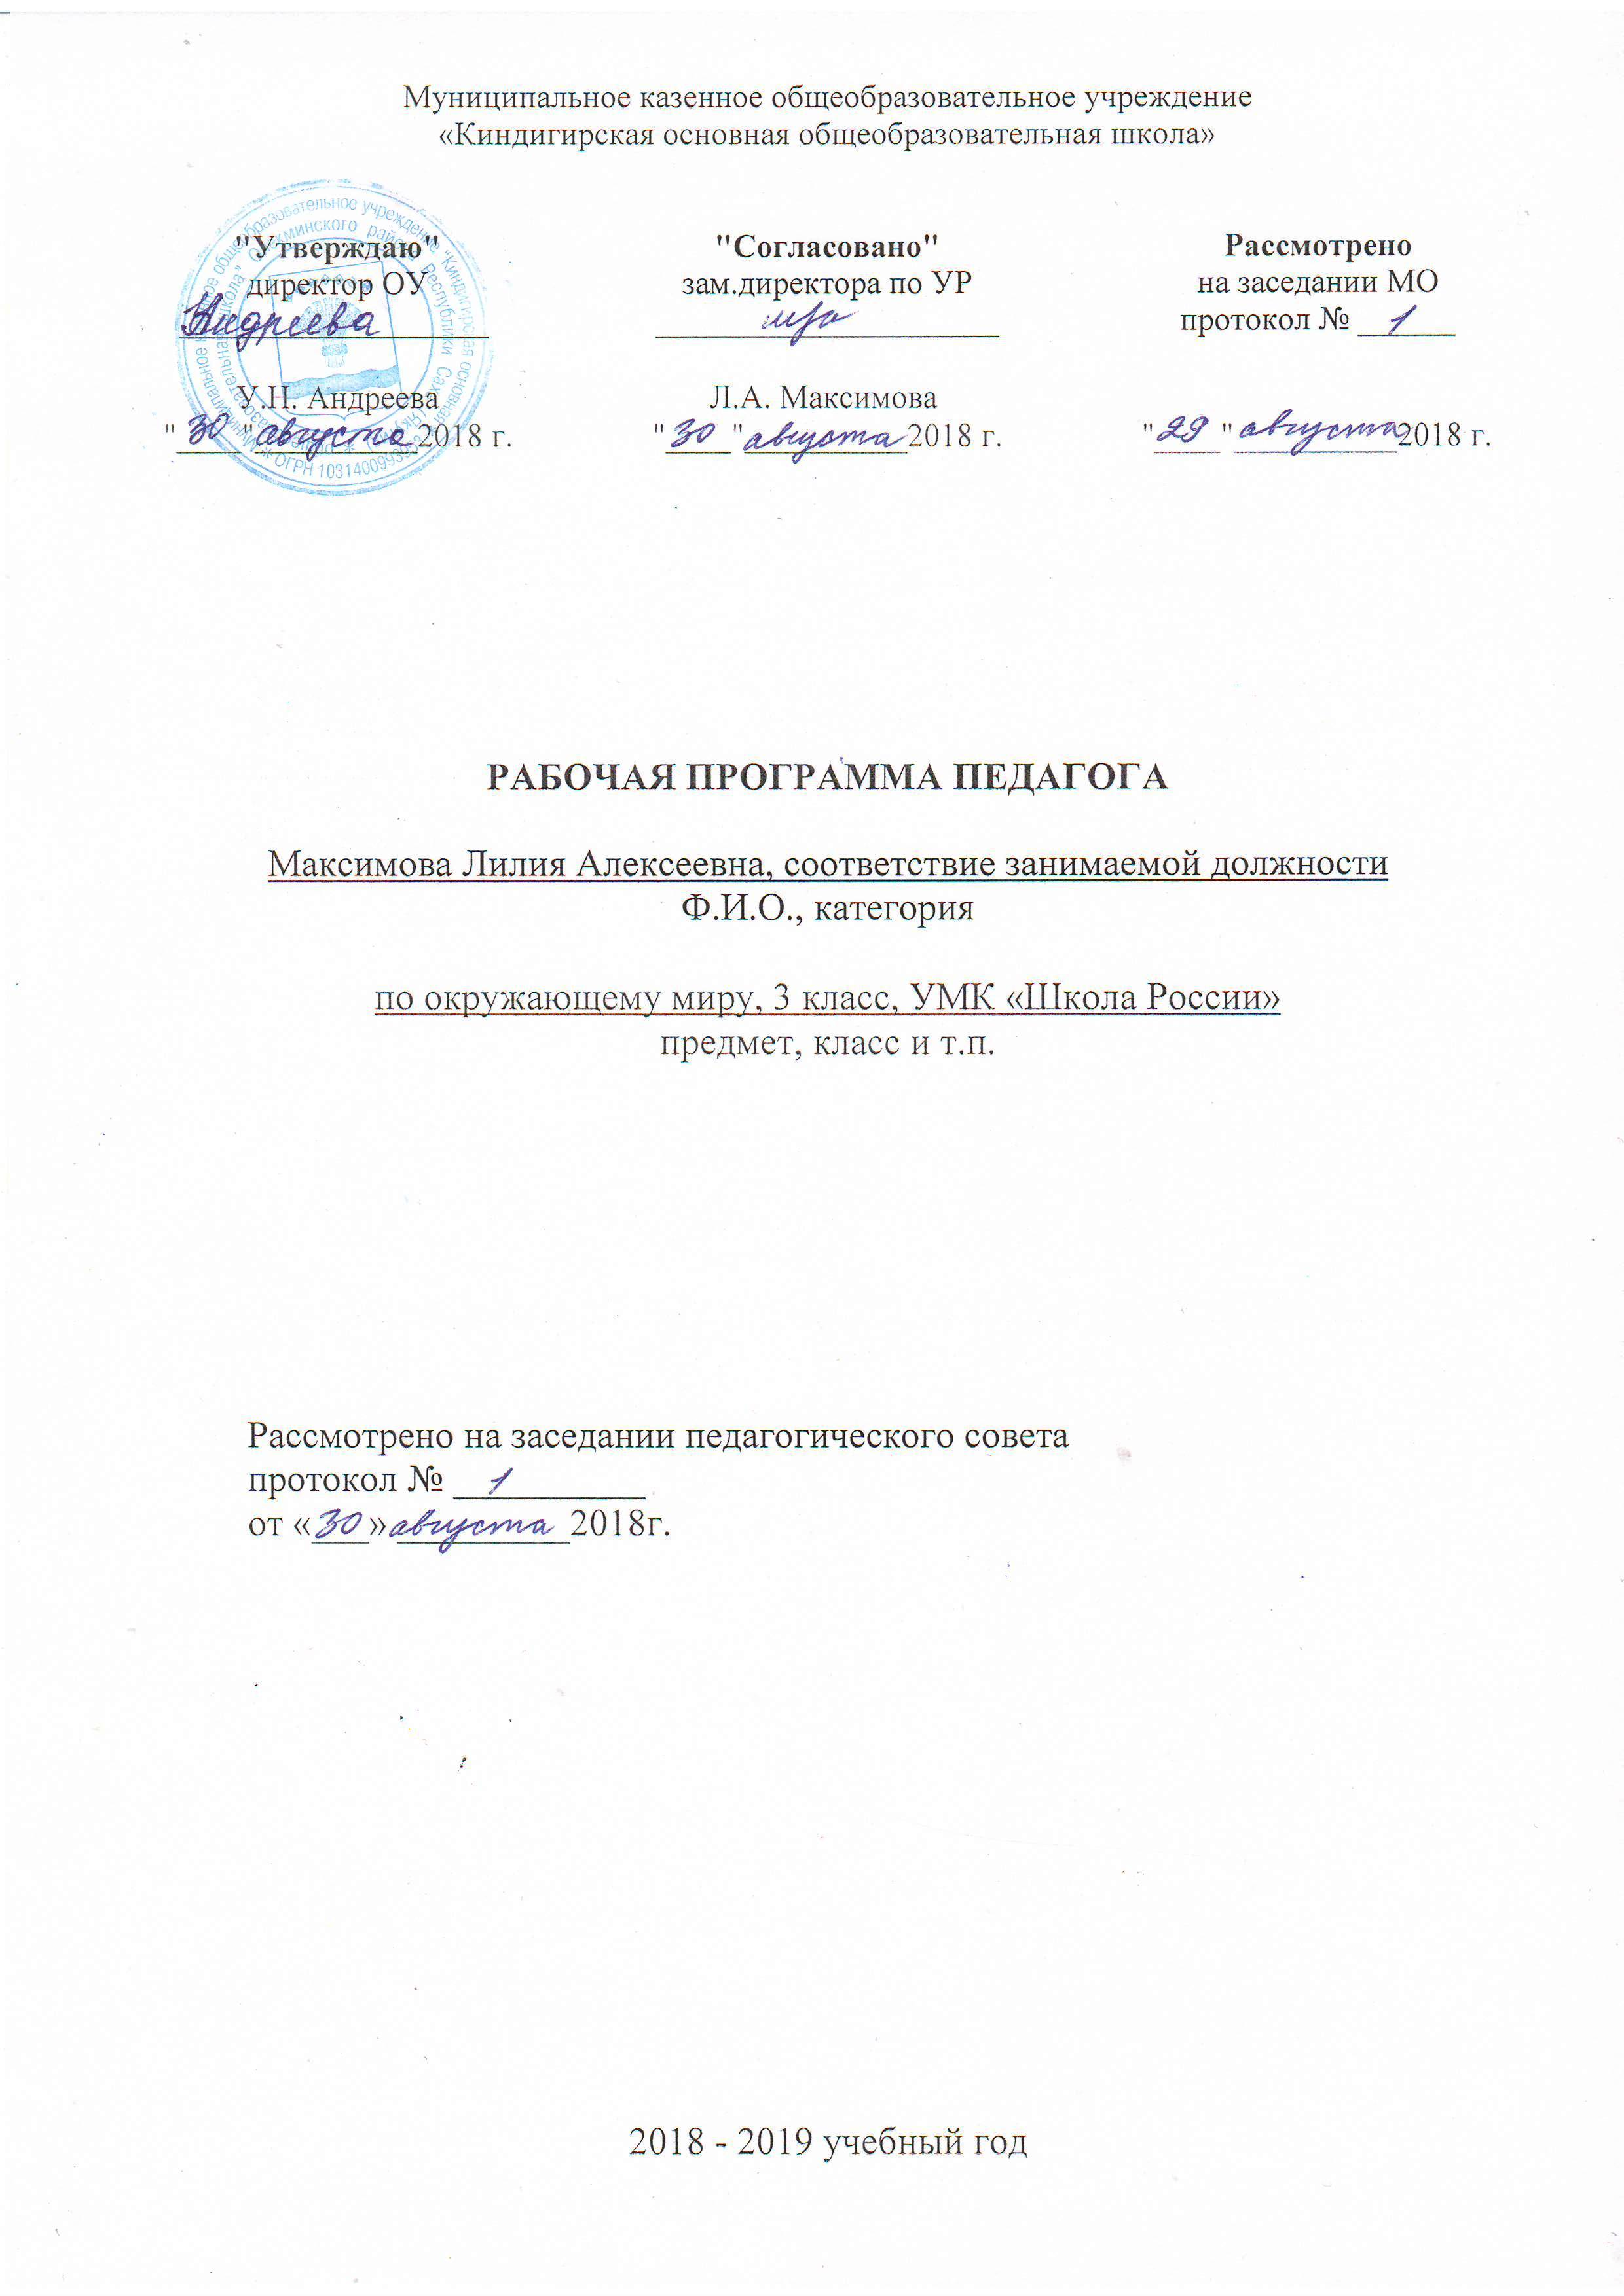 Муниципальное казенное общеобразовательное учреждение
«Киндигирская основная общеобразовательная школа»
"Утверждаю"
директор ОУ
Андреева
У.Н. Андреева
"30" августа 2018 г.
"Согласовано"
зам.директора по УР
Л.А. Максимова
"30" августа 2018 г.
Рассмотрено
на заседании МО
протокол № 1
"29" августа 2018 г.
РАБОЧАЯ ПРОГРАММА ПЕДАГОГА
Максимова Лилия Алексеевна, соответствие занимаемой должности
Ф.И.О., категория
по окружающему миру, 3 класс, УМК «Школа России»
предмет, класс и т.п.
Рассмотрено на заседании педагогического совета
протокол № 1
от «30» августа 2018г.
2018 - 2019 учебный год